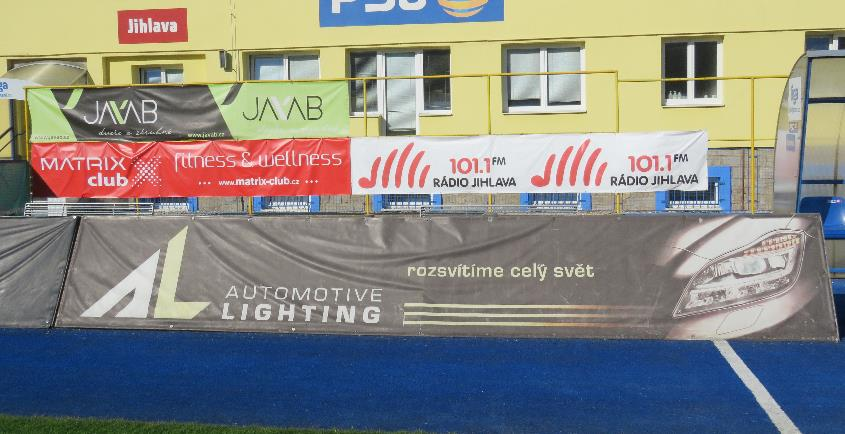 Jihlava
JAVAB
dveře a zárubně
www.javab.cz
JAVAB
MATRIX
club
fitness & wellness
www.matrix-club.cz
101.1 FM
RÁDIO JIHLAVA
101.1 FM
RÁDIO JIHLAVA
AL
AUTOMOTIVE
LIGHTING
rozsvítíme celý svět